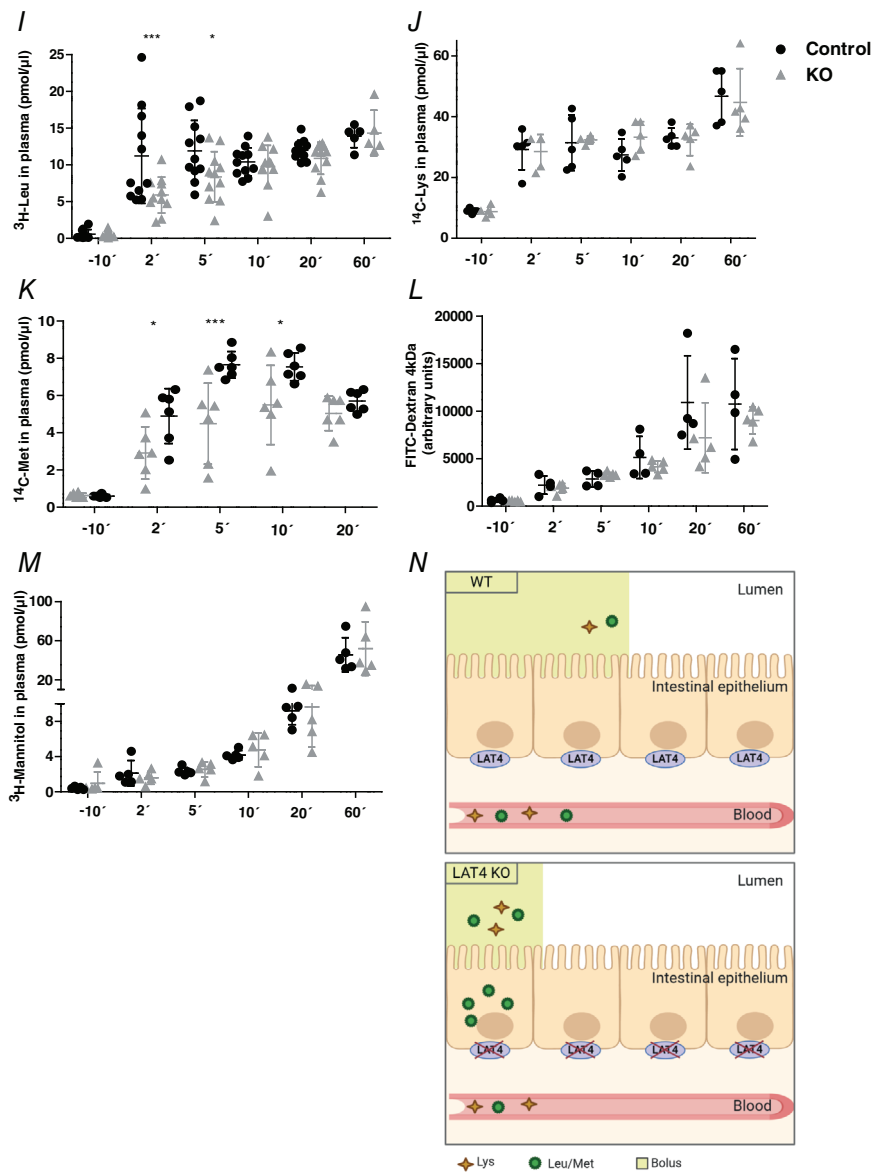 I
³H-Leu in plasma (pmol/µl)
25
20
15
10
5
0
*** *
-10´ 2´ 5´ 10´ 20´ 60´
J
¹⁴C-Lys in plasma (pmol/µl)
60
40
20
0
-10´ 2´ 5´ 10´ 20´ 60´
Control
KO
K
¹⁴C-Met in plasma (pmol/µl)
10
8
6
4
2
0
* *** *
-10´ 2´ 5´ 10´ 20´
L
FITC-Dextran 4kDa
(arbitrary units)
20000
15000
10000
5000
0
-10´ 2´ 5´ 10´ 20´ 60´
M
³H-Mannitol in plasma (pmol/µl)
100
60
20
8
4
0
-10´ 2´ 5´ 10´ 20´ 60´
N
WT
Lumen
Intestinal epithelium
LAT4 LAT4 LAT4 LAT4
Blood
LAT4 KO
Lumen
Intestinal epithelium
LAT4 LAT4 LAT4 LAT4
Blood
Lys Leu/Met Bolus